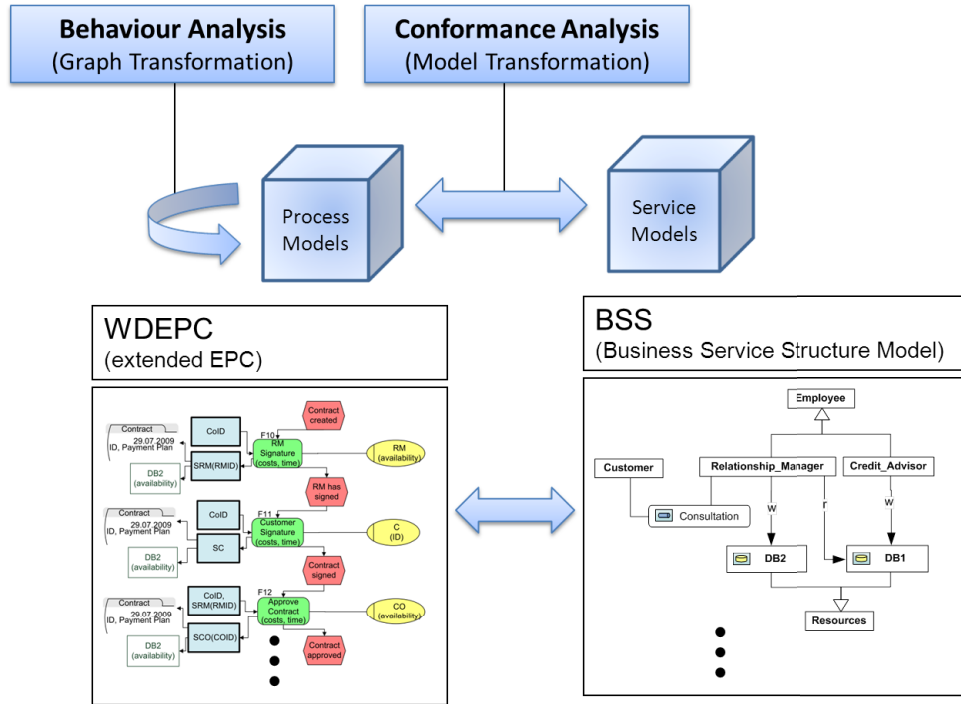 Behaviour Analysis
(Graph Transformation)
Conformance Analysis
(Model Transformation)
Process
Models
Service
Models
WDEPC
(extended EPC)
BSS
(Business Service Structure Model)
Contract
created
Contract
29.07.2009
ID, Payment Plan
CoID
F10
RM
Signature
(costs, time)
RM
(availability)
SRM(RMID)
DB2
(availability)
RM has
signed
Contract
29.07.2009
ID, Payment Plan
CoID
F11
Customer
Signature
(costs, time)
C
(ID)
SC
DB2
(availability)
Contract
signed
Contract
29.07.2009
ID, Payment Plan
CoID,
SRM(RMID)
F12
Approve
Contract
(costs, time)
CO
(availability)
SCO(COID)
DB2
(availability)
Contract
approved
Employee
Customer
Relationship_Manager
Credit_Advisor
Consultation
w
r
w
DB2
DB1
Resources